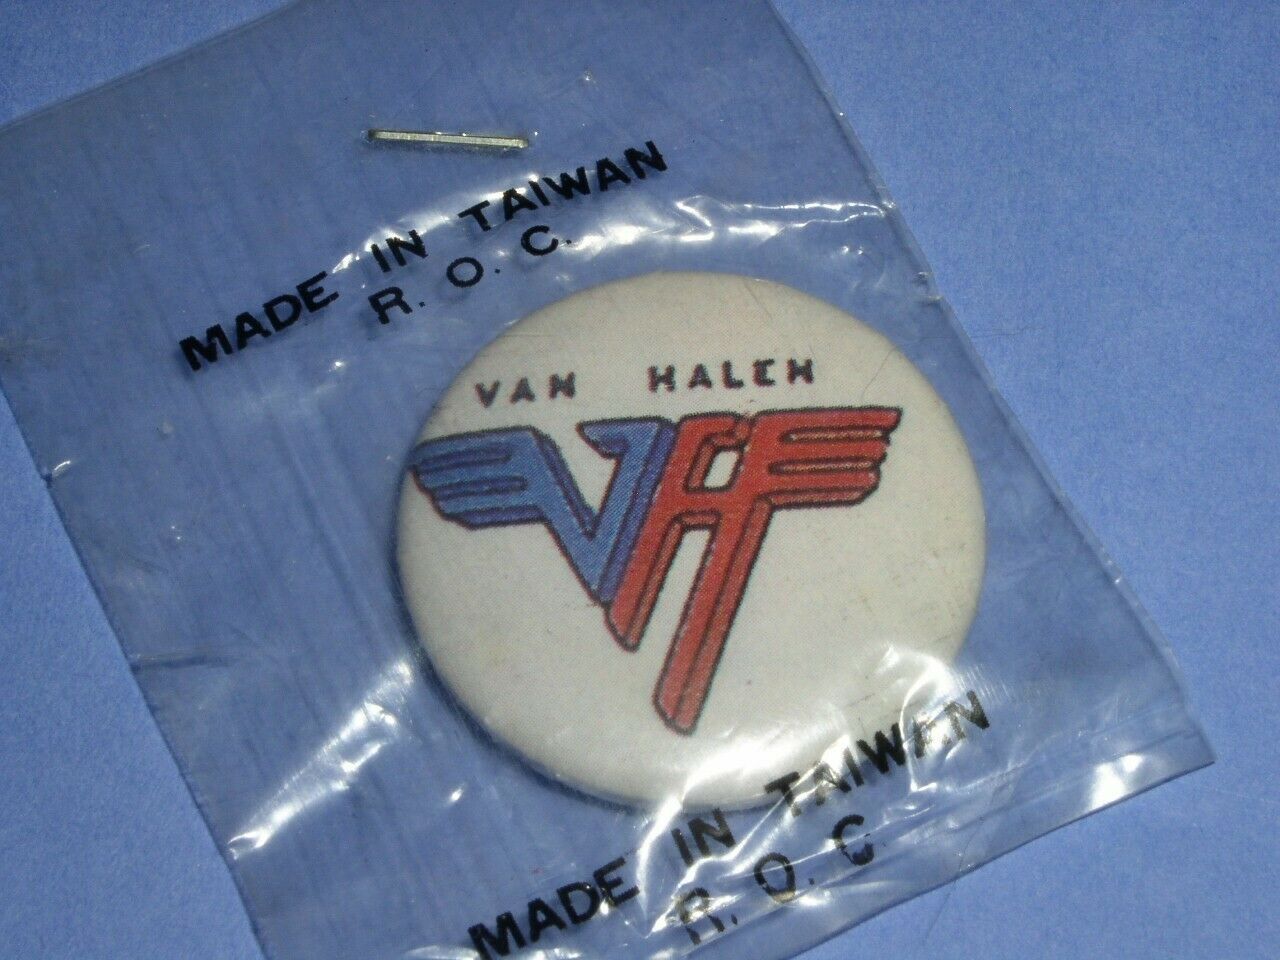 MADE IN TAIWAN
R. O. C.
VAN HALEN
VH
MADE IN TAIWAN
R. O. C.